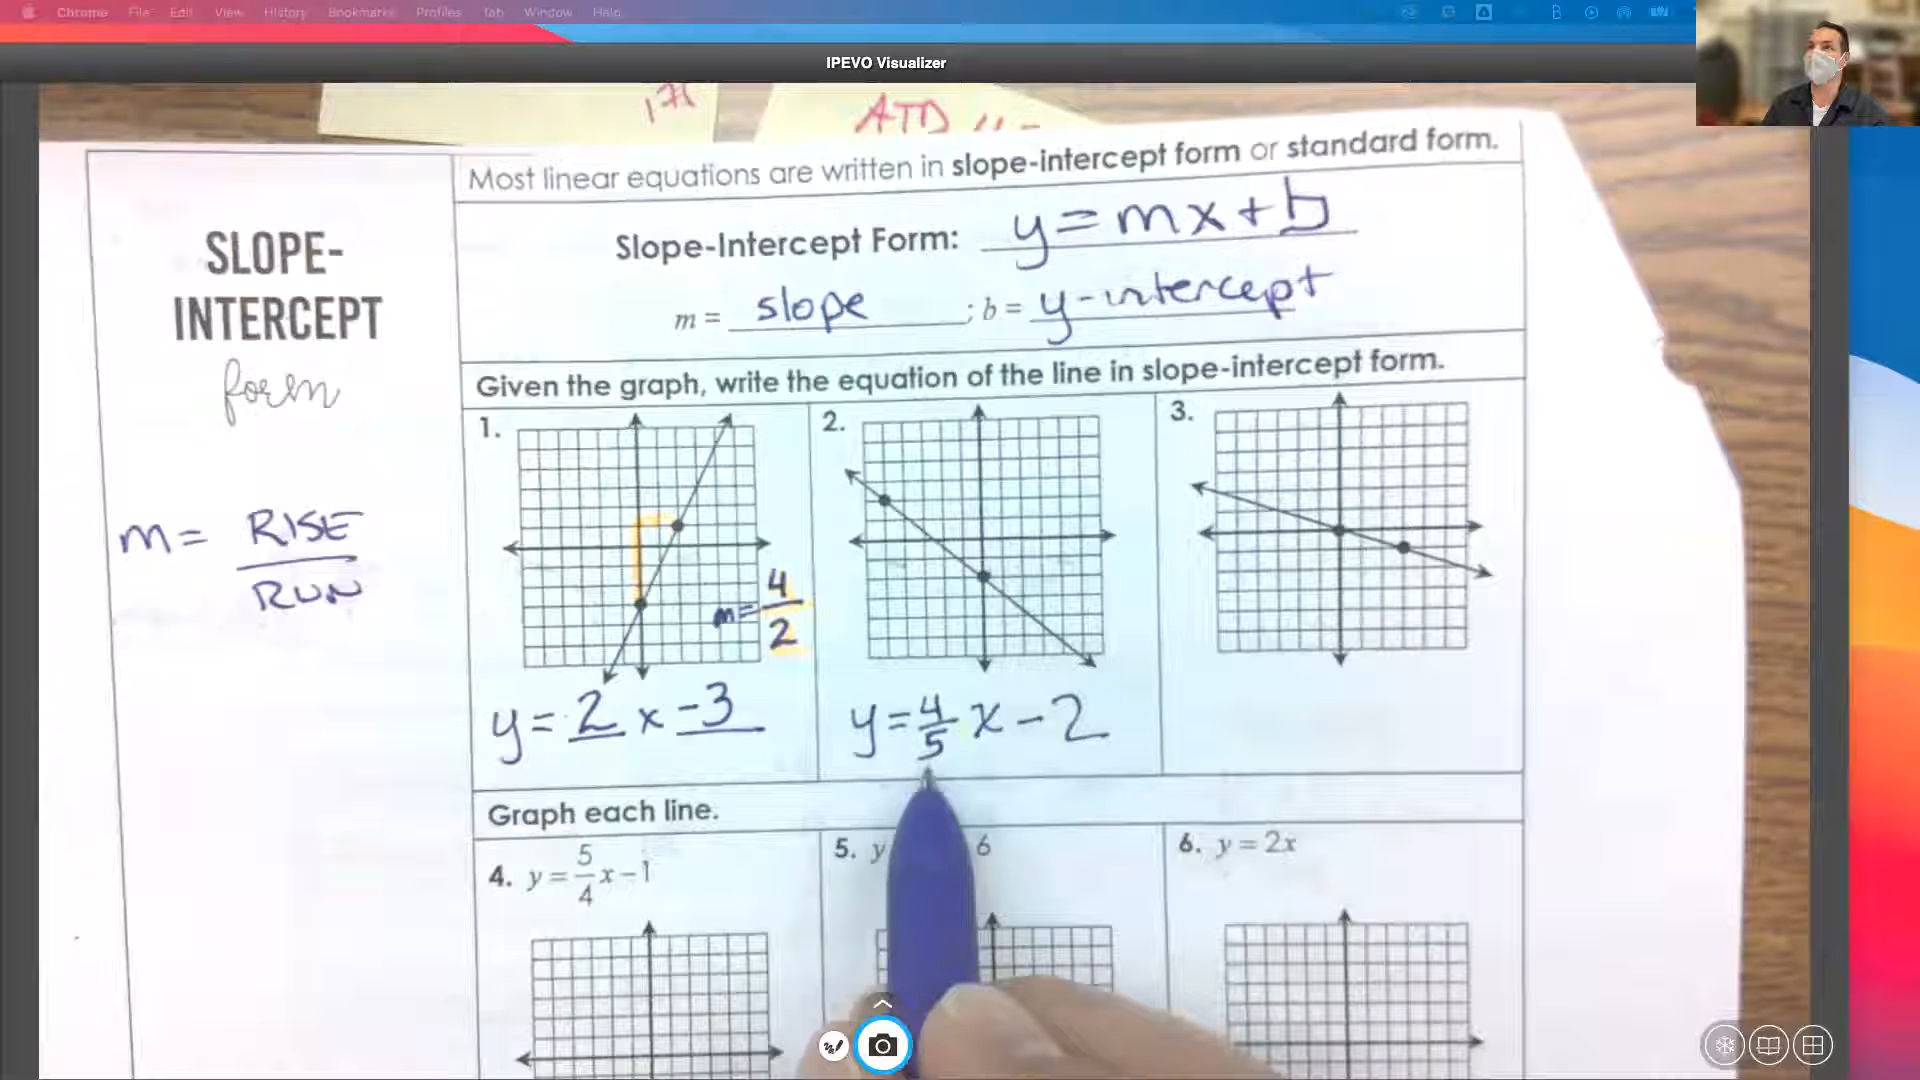 Chrome File Edit View History Bookmarks Profiles Tab Window Help
IPEVO Visualizer
ATD
Most linear equations are written in slope-intercept form or standard form.
SLOPE-
INTERCEPT
form
Slope-Intercept Form: y = mx + b
m = slope ; b = y-intercept
Given the graph, write the equation of the line in slope-intercept form.
1.
2.
3.
m = RISE
RUN
m = 4
2
y = 2 x - 3
y = 4/5 x - 2
Graph each line.
4. y = 5/4 x - 1
5. y 6
6. y = 2x